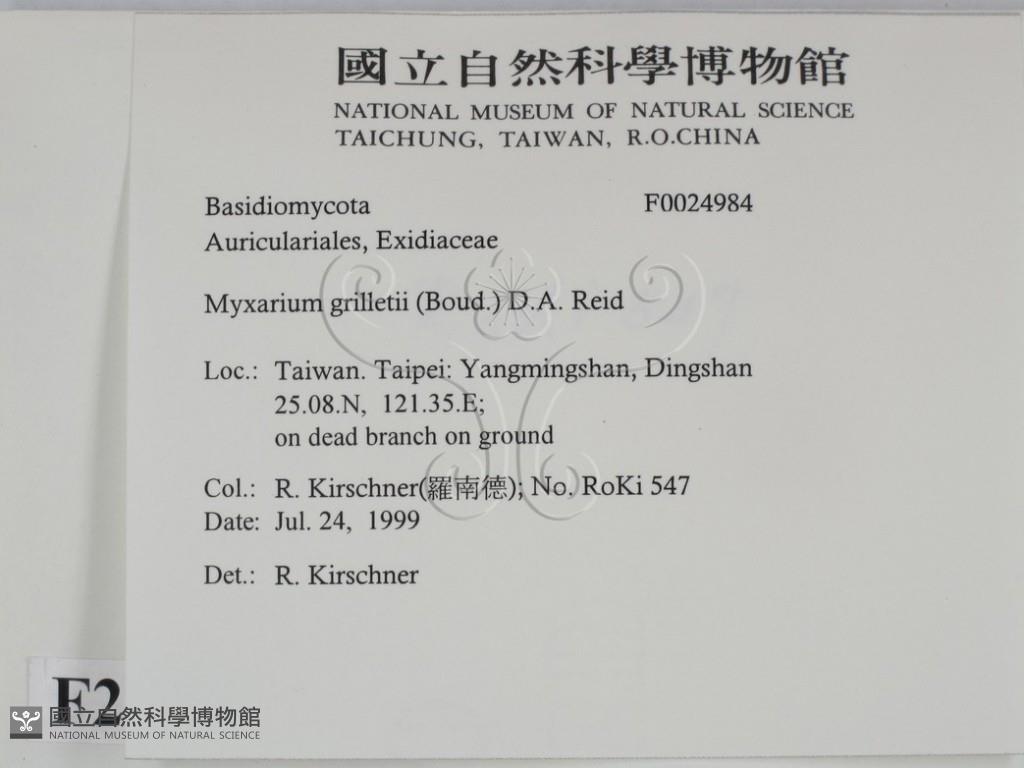 國立自然科學博物館
NATIONAL MUSEUM OF NATURAL SCIENCE
TAICHUNG, TAIWAN, R.O.CHINA
Basidiomycota F0024984
Auriculariales, Exidiaceae
Myxarium grilletii (Boud.) D.A. Reid
Loc.: Taiwan. Taipei: Yangmingshan, Dingshan
25.08.N, 121.35.E;
on dead branch on ground
Col.: R. Kirschner(羅南德); No. RoKi 547
Date: Jul. 24, 1999
Det.: R. Kirschner
F2
國立自然科學博物館
NATIONAL MUSEUM OF NATURAL SCIENCE